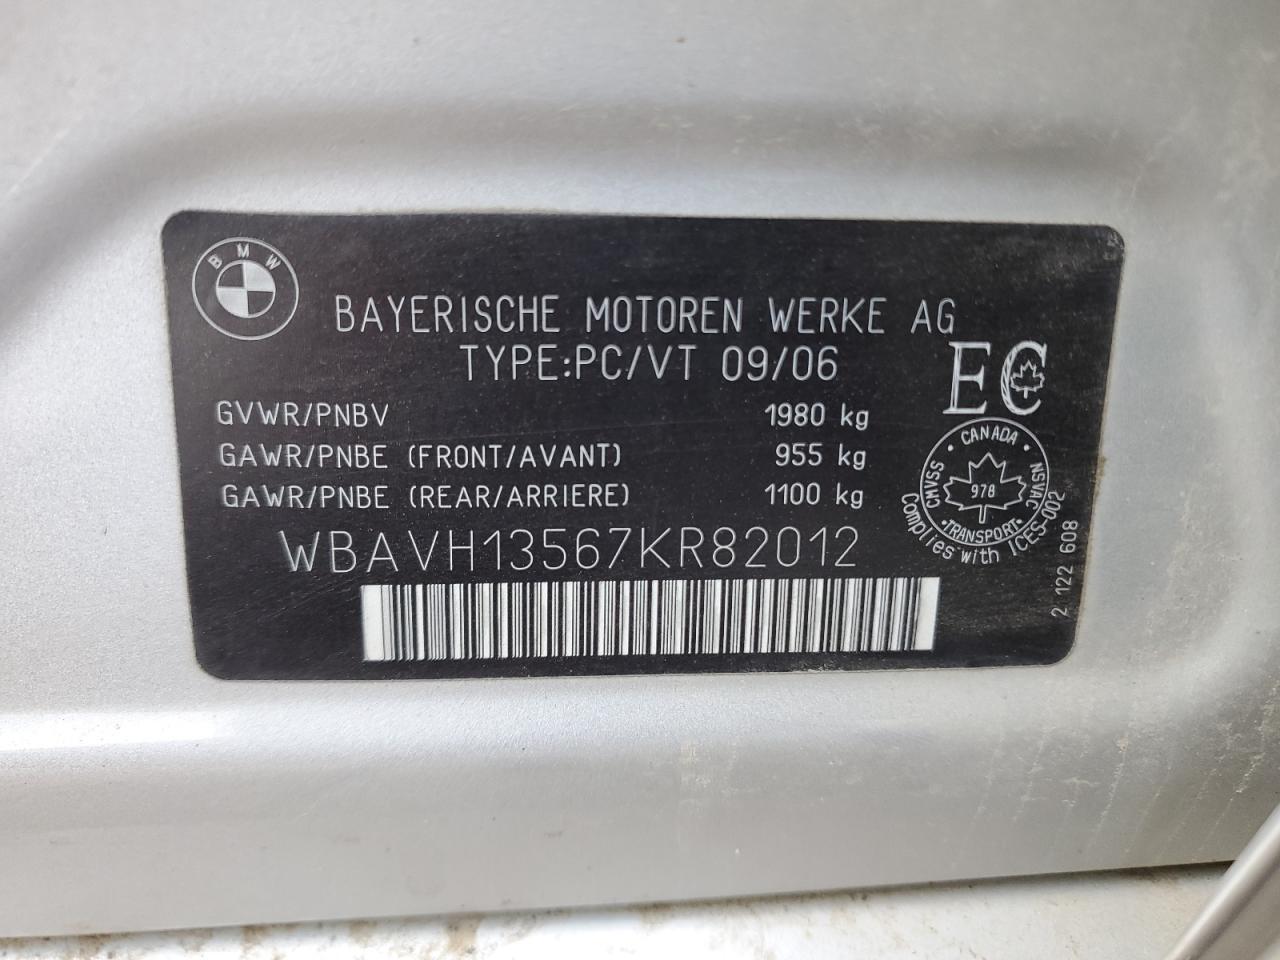 BMW
BAYERISCHE MOTOREN WERKE AG
TYPE:PC/VT 09/06
EC
GVWR/PNBV 1980 kg
GAWR/PNBE (FRONT/AVANT) 955 kg
GAWR/PNBE (REAR/ARRIERE) 1100 kg
CANADA
CMVSS
NSVAC
978
·TRANSPORT·
Complies with ICES-002
WBAVH13567KR82012
2 122 608